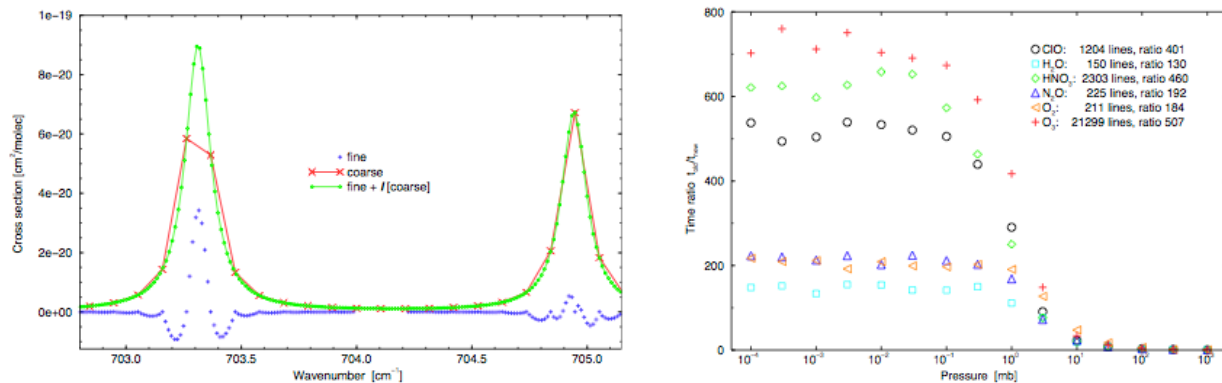 1e-19
8e-20
6e-20
4e-20
2e-20
0e+00
Cross section [cm²/molec]
fine
coarse
fine + I [coarse]
703.0 703.5 704.0 704.5 705.0
Wavenumber [cm⁻¹]
800
600
400
200
0
Time ratio
ClO: 1204 lines, ratio 401
H₂O: 150 lines, ratio 130
HNO₃: 2303 lines, ratio 460
N₂O: 225 lines, ratio 192
O₂: 211 lines, ratio 184
O₃: 21299 lines, ratio 507
10⁻⁴ 10⁻³ 10⁻² 10⁻¹ 10⁰ 10¹ 10²
Pressure [mb]